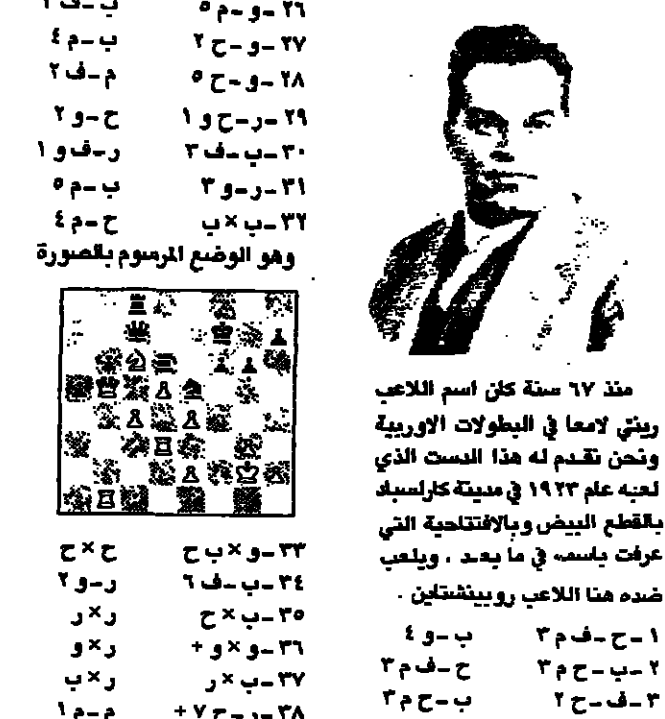 منذ ٦٧ سنة كان اسم اللاعب
رينتي لامعا في البطولات الاوربية
ونحن نقدم له هذا الدست الذي
لعبه عام ١٩٢٣ في مدينة كارلسباد
بالقطع البيض وبالافتتاحية التي
عرفت باسمه في ما بعد ، ويلعب
ضده هنا اللاعب روبينشتاين .
١ -ح -ف م ٣ ب -و ٤
٢ -ب -ح م ٣ ح -ف م ٣
٣ -ف -ح ٢ ب -ح م ٣
٢٦ -و -م ٥ ب -ف
٢٧ -و -ح ٢ ب -م ٤
٢٨ -و -ح ٥ م -ف ٢
٢٩ -ر -ح و ١ ح -و ٢
٣٠ -ب -ف ٣ ر -ف و ١
٣١ -ر -و ٣ ب -م ٥
٣٢ -ب × ب ح -م ٤
وهو الوضع المرسوم بالصورة
٣٣ -و × ب ح ح × ح
٣٤ -ب -ف ٦ ر -و ٢
٣٥ -ب × ح ر × ر
٣٦ -و × و + ر × و
٣٧ -ب × ر ر × ب
٣٨ -ر -ح ٧ + م -م ١